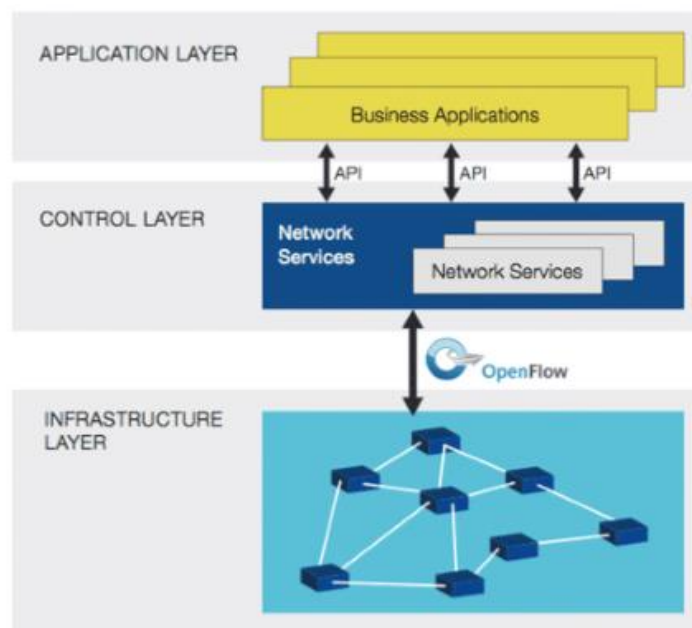 APPLICATION LAYER
Business Applications
API
API
API
CONTROL LAYER
Network
Services
Network Services
OpenFlow
INFRASTRUCTURE
LAYER